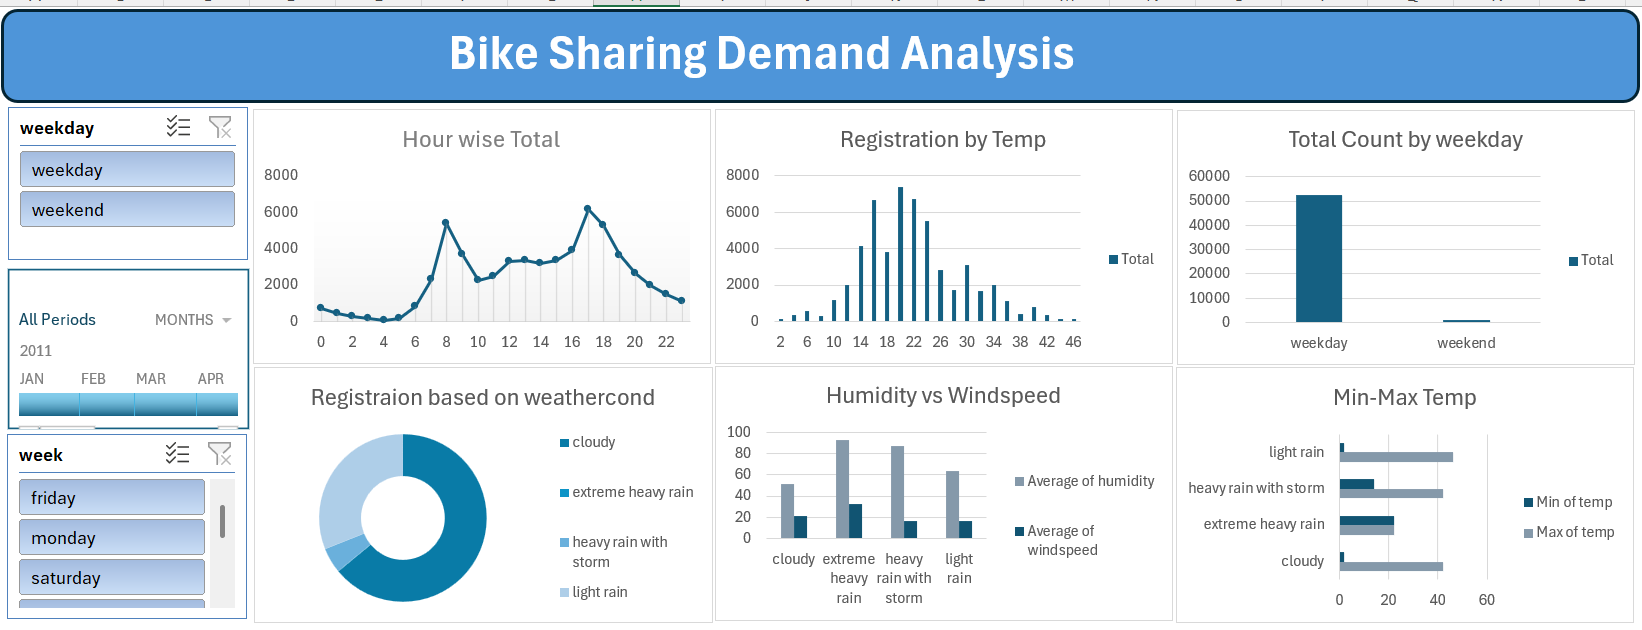 Bike Sharing Demand Analysis
weekday
weekday
weekend
All Periods
MONTHS
2011
JAN FEB MAR APR
week
friday
monday
saturday
Hour wise Total
8000
6000
4000
2000
0
0 2 4 6 8 10 12 14 16 18 20 22
Registration by Temp
8000
6000
4000
2000
0
2 6 10 14 18 22 26 30 34 38 42 46
Total
Total Count by weekday
60000
50000
40000
30000
20000
10000
0
weekday weekend
Total
Registraion based on weathercond
cloudy
extreme heavy rain
heavy rain with
storm
light rain
Humidity vs Windspeed
100
80
60
40
20
0
cloudy extreme heavy light
heavy rain with rain
rain storm
Average of humidity
Average of
windspeed
Min-Max Temp
light rain
heavy rain with storm
extreme heavy rain
cloudy
0 20 40 60
Min of temp
Max of temp